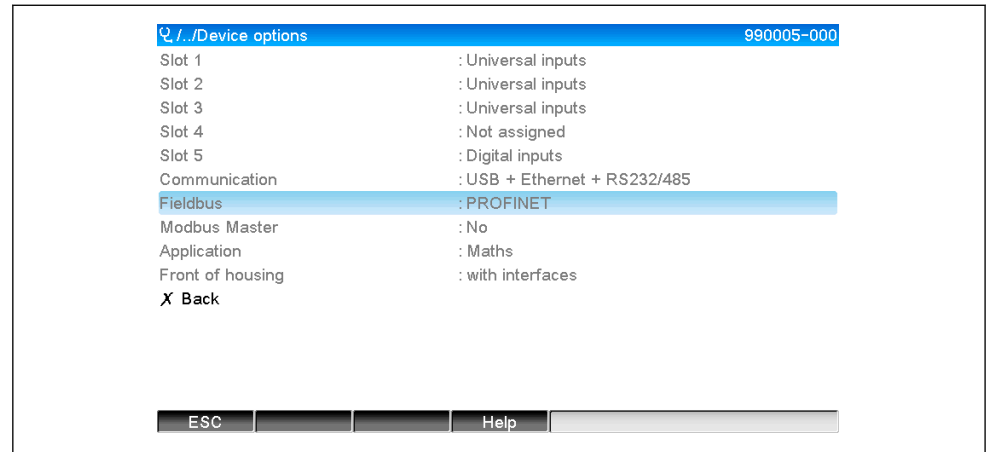 /../Device options 990005-000
Slot 1 : Universal inputs
Slot 2 : Universal inputs
Slot 3 : Universal inputs
Slot 4 : Not assigned
Slot 5 : Digital inputs
Communication : USB + Ethernet + RS232/485
Fieldbus : PROFINET
Modbus Master : No
Application : Maths
Front of housing : with interfaces
X Back
ESC Help